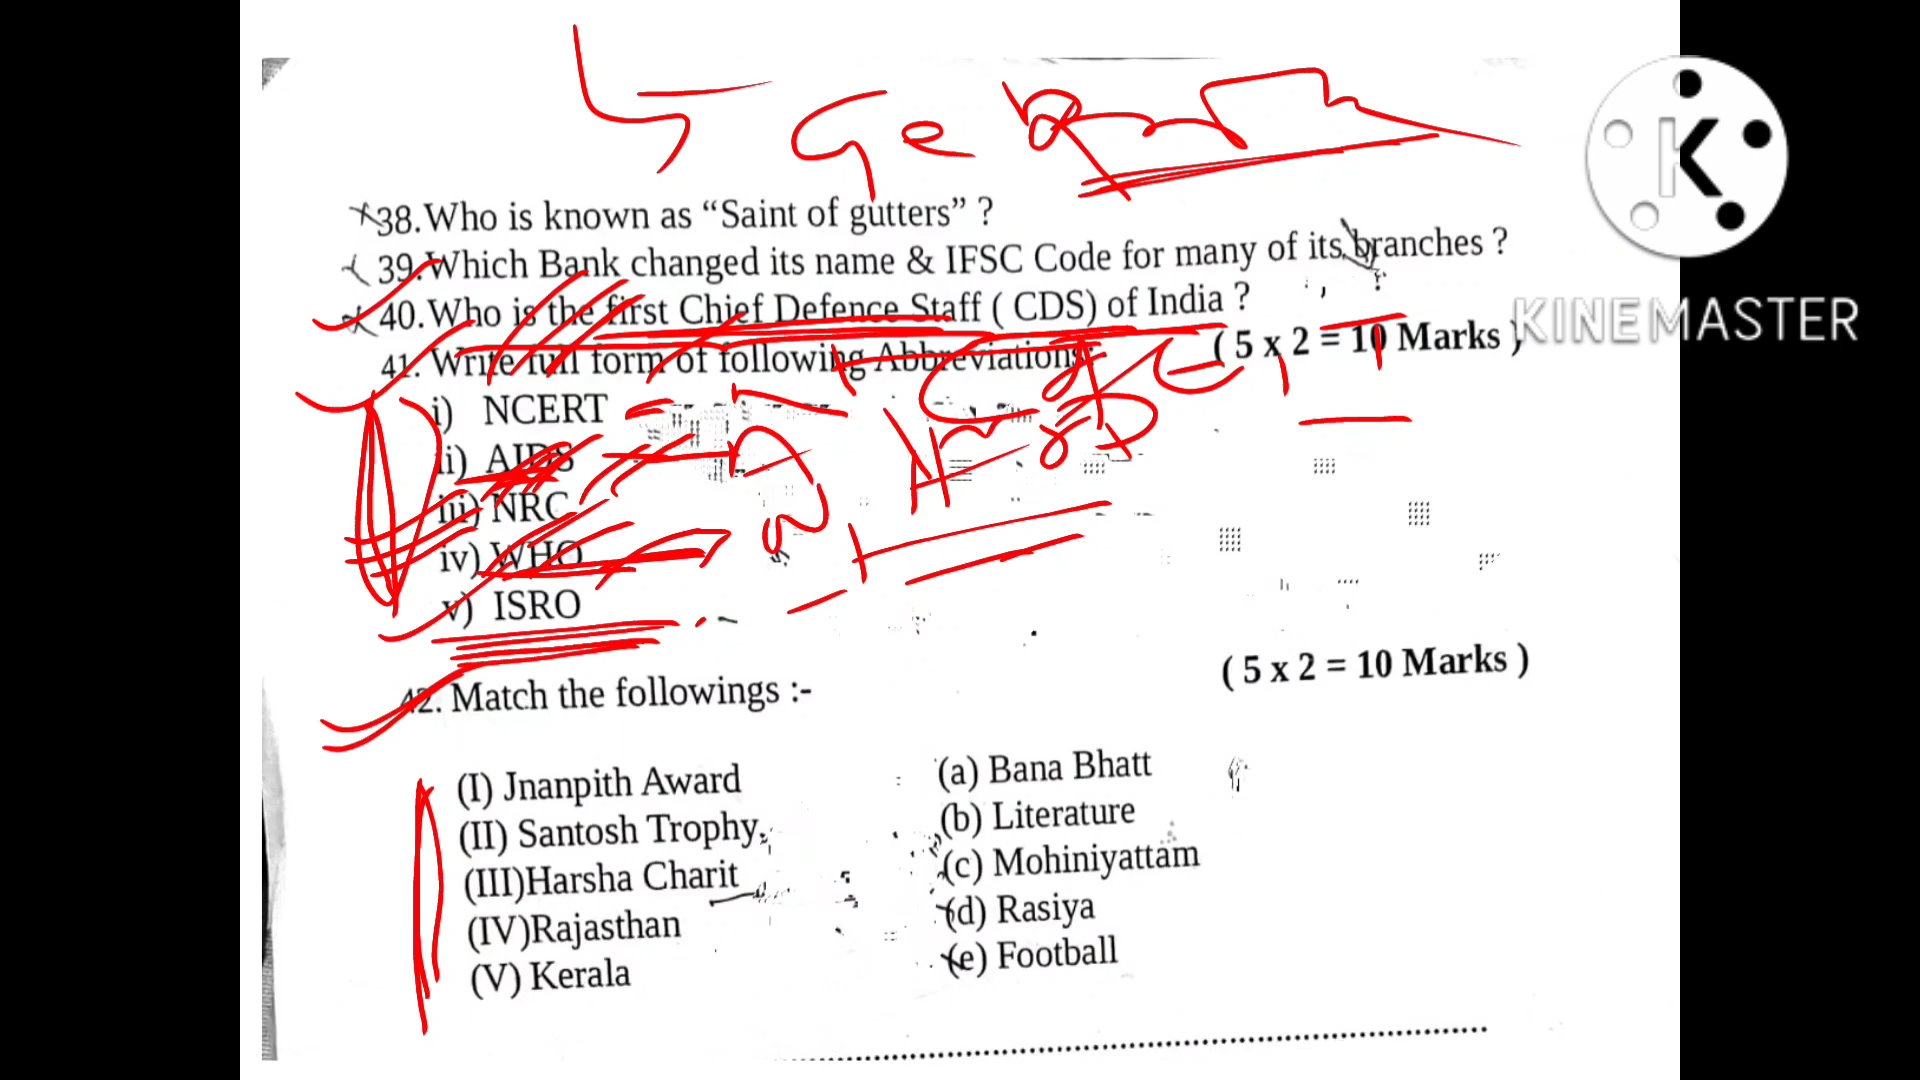 38. Who is known as “Saint of gutters” ?
39. Which Bank changed its name & IFSC Code for many of its branches ?
40. Who is the first Chief Defence Staff ( CDS) of India ?
41. Write full form of following Abbreviations ( 5 x 2 = 10 Marks )
i) NCERT
ii) AIDS
iii) NRC
iv) WHO
v) ISRO
42. Match the followings :- ( 5 x 2 = 10 Marks )
(I) Jnanpith Award (a) Bana Bhatt
(II) Santosh Trophy (b) Literature
(III)Harsha Charit (c) Mohiniyattam
(IV)Rajasthan (d) Rasiya
(V) Kerala (e) Football
K
KINEMASTER